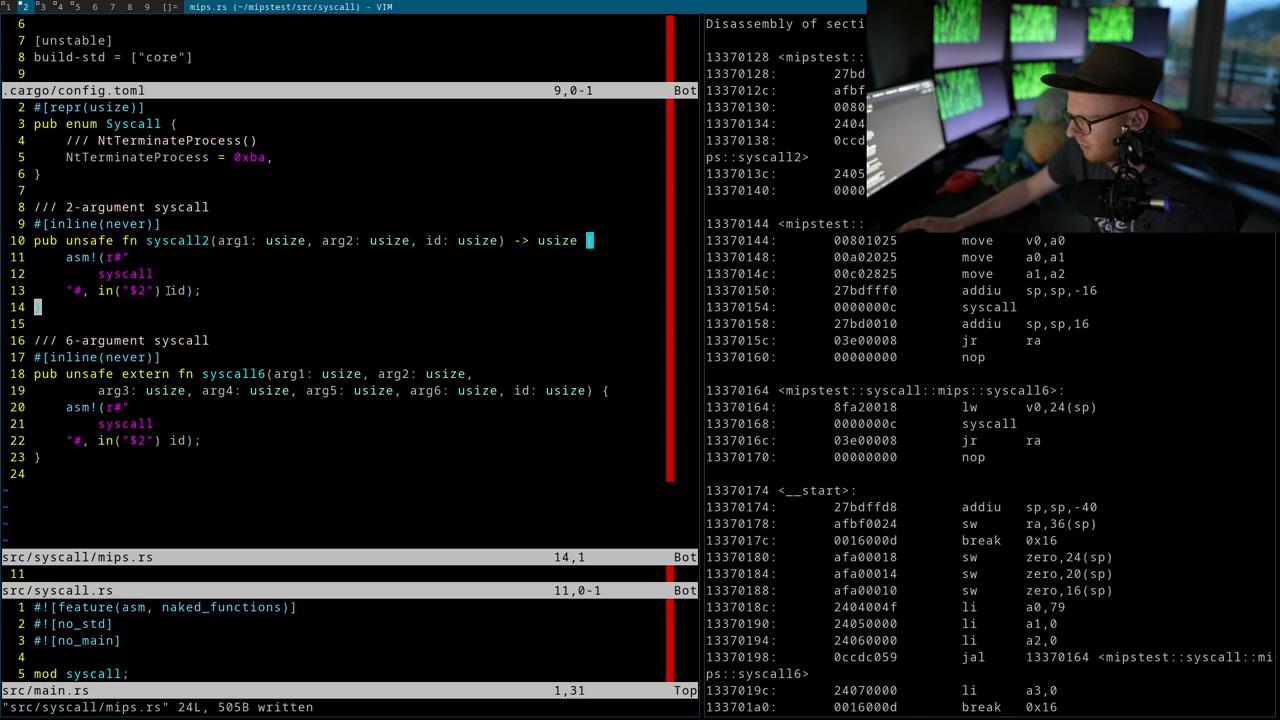 1 2 3 4 5 6 7 8 9 []= mips.rs (~/mipstest/src/syscall) - VIM
6
7 [unstable]
8 build-std = ["core"]
9
.cargo/config.toml 9,0-1 Bot
2 #[repr(usize)]
3 pub enum Syscall {
4 /// NtTerminateProcess()
5 NtTerminateProcess = 0xba,
6 }
7
8 /// 2-argument syscall
9 #[inline(never)]
10 pub unsafe fn syscall2(arg1: usize, arg2: usize, id: usize) -> usize {
11 asm!(r#"
12 syscall
13 "#, in("$2") id);
14 }
15
16 /// 6-argument syscall
17 #[inline(never)]
18 pub unsafe extern fn syscall6(arg1: usize, arg2: usize,
19 arg3: usize, arg4: usize, arg5: usize, arg6: usize, id: usize) {
20 asm!(r#"
21 syscall
22 "#, in("$2") id);
23 }
24
~
~
~
~
src/syscall/mips.rs 14,1 Bot
11
src/syscall.rs 11,0-1 Bot
1 #![feature(asm, naked_functions)]
2 #![no_std]
3 #![no_main]
4
5 mod syscall;
src/main.rs 1,31 Top
"src/syscall/mips.rs" 24L, 505B written
Disassembly of secti
13370128 <mipstest::
13370128: 27bd
1337012c: afbf
13370130: 0080
13370134: 2404
13370138: 0ccd
ps::syscall2>
1337013c: 2405
13370140: 0000
13370144 <mipstest::
13370144: 00801025 move v0,a0
13370148: 00a02025 move a0,a1
1337014c: 00c02825 move a1,a2
13370150: 27bdfff0 addiu sp,sp,-16
13370154: 0000000c syscall
13370158: 27bd0010 addiu sp,sp,16
1337015c: 03e00008 jr ra
13370160: 00000000 nop
13370164 <mipstest::syscall::mips::syscall6>:
13370164: 8fa20018 lw v0,24(sp)
13370168: 0000000c syscall
1337016c: 03e00008 jr ra
13370170: 00000000 nop
13370174 <__start>:
13370174: 27bdffd8 addiu sp,sp,-40
13370178: afbf0024 sw ra,36(sp)
1337017c: 0016000d break 0x16
13370180: afa00018 sw zero,24(sp)
13370184: afa00014 sw zero,20(sp)
13370188: afa00010 sw zero,16(sp)
1337018c: 2404004f li a0,79
13370190: 24050000 li a1,0
13370194: 24060000 li a2,0
13370198: 0ccdc059 jal 13370164 <mipstest::syscall::mi
ps::syscall6>
1337019c: 24070000 li a3,0
133701a0: 0016000d break 0x16